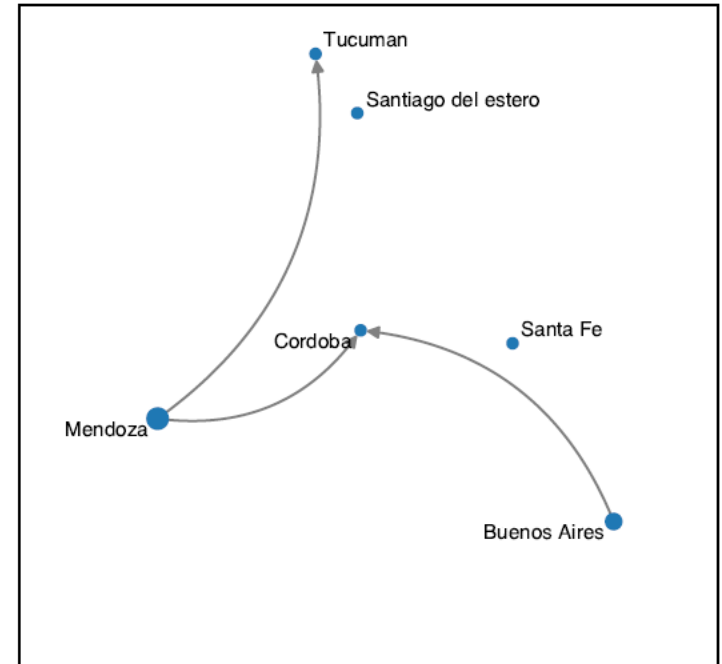 Tucuman
Santiago del estero
Santa Fe
Cordoba
Mendoza
Buenos Aires